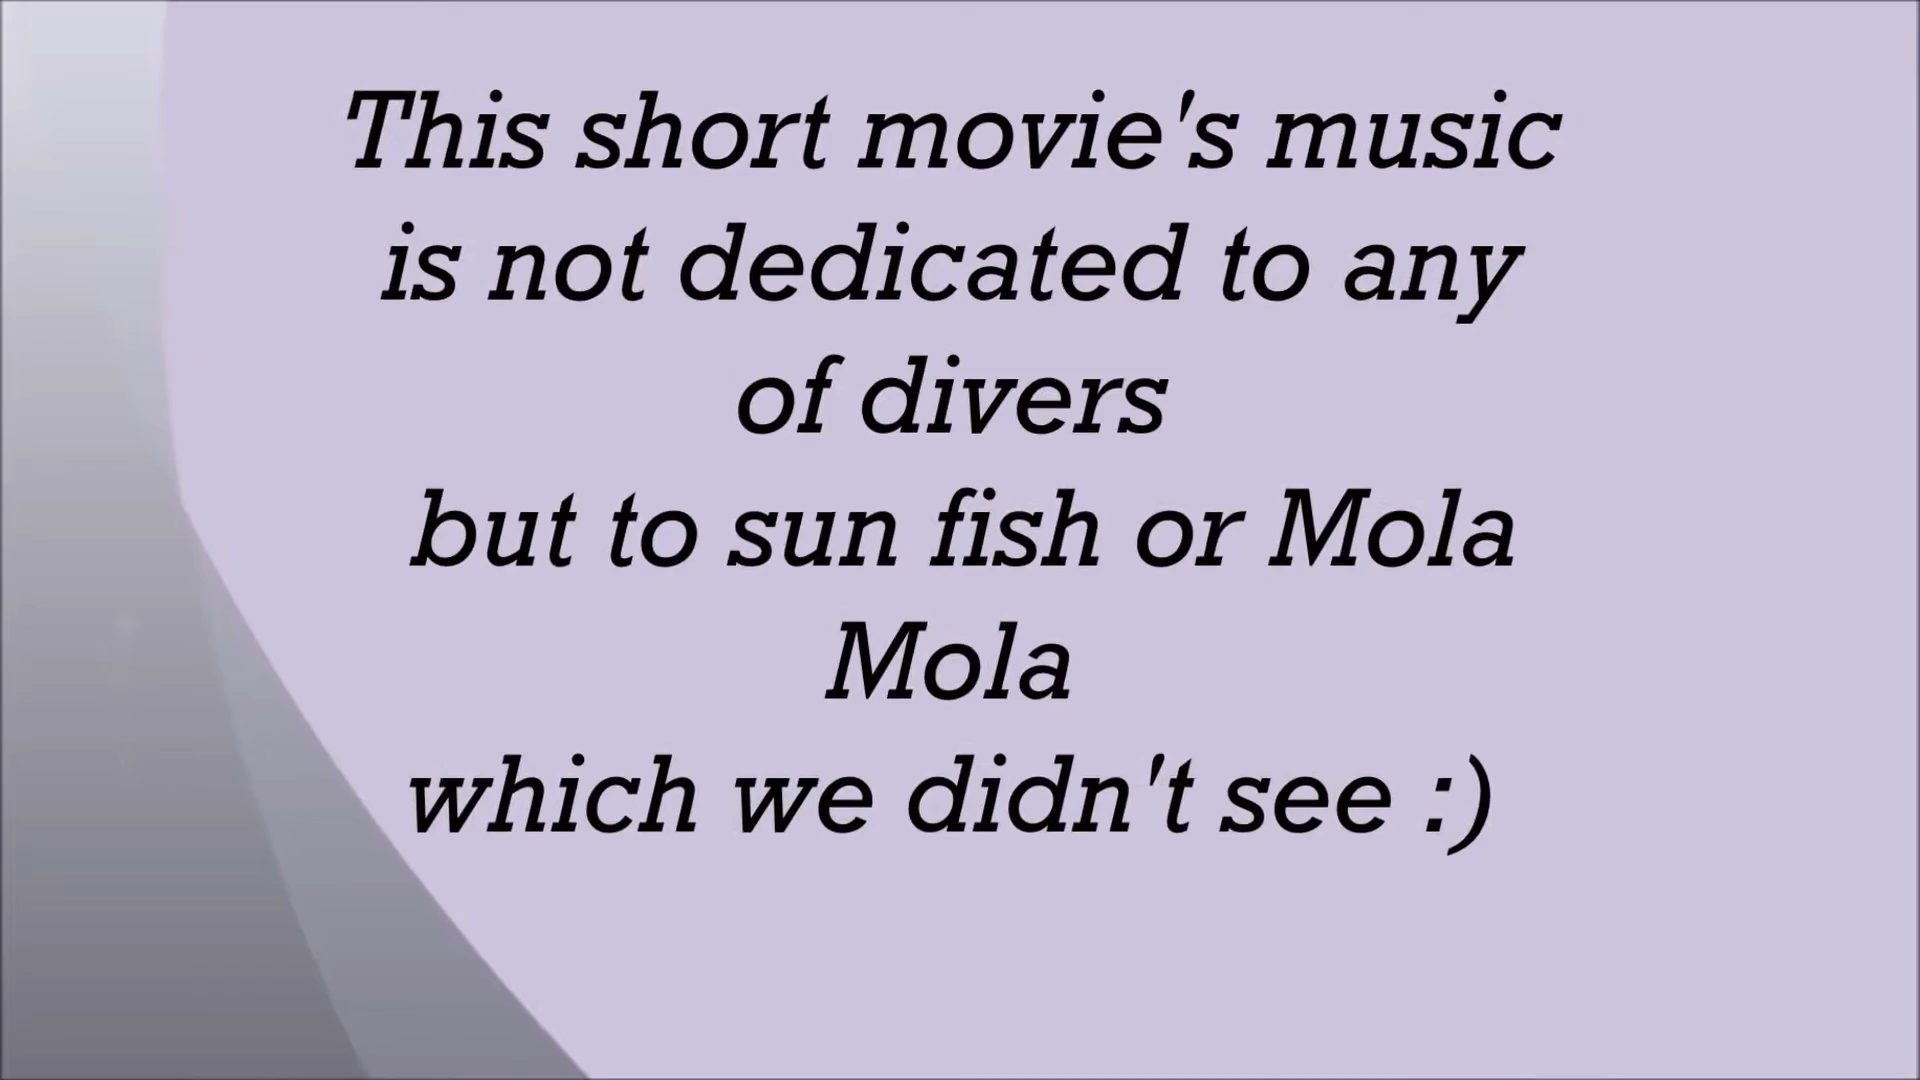 This short movie's music
is not dedicated to any
of divers
but to sun fish or Mola
Mola
which we didn't see :)